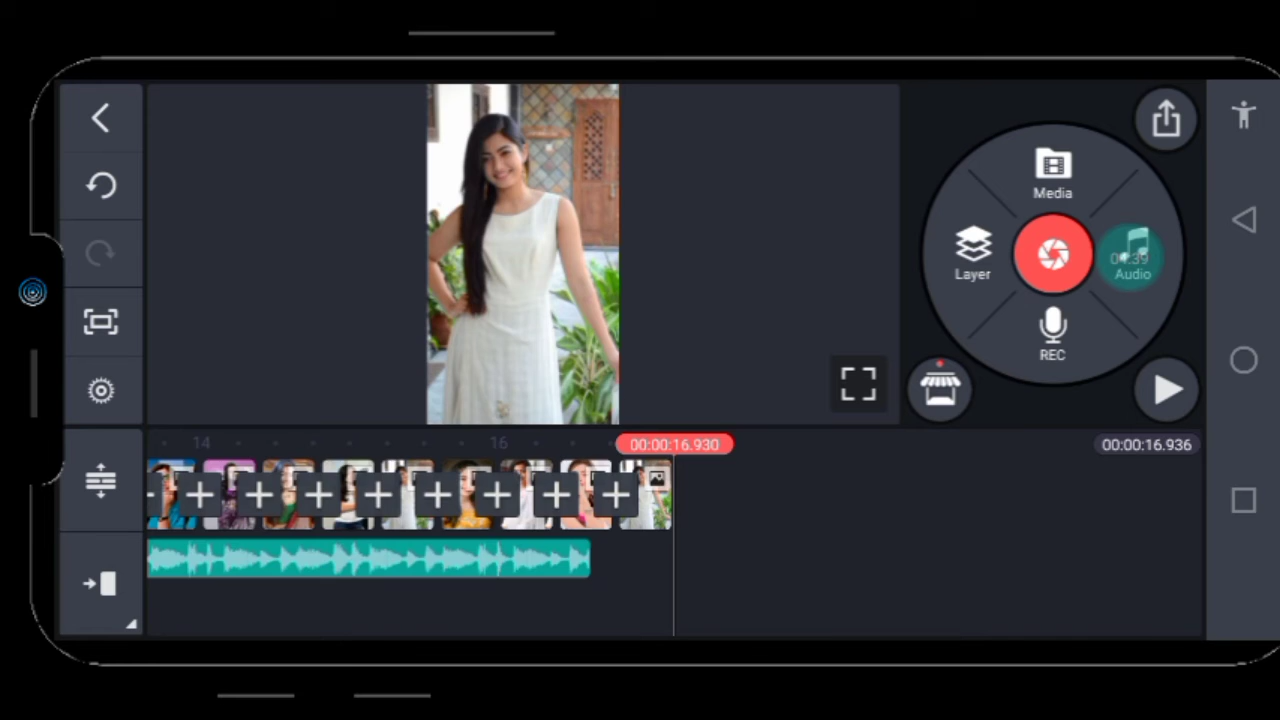 Media
Layer
Audio
REC
14
16
00:00:16.930
00:00:16.936